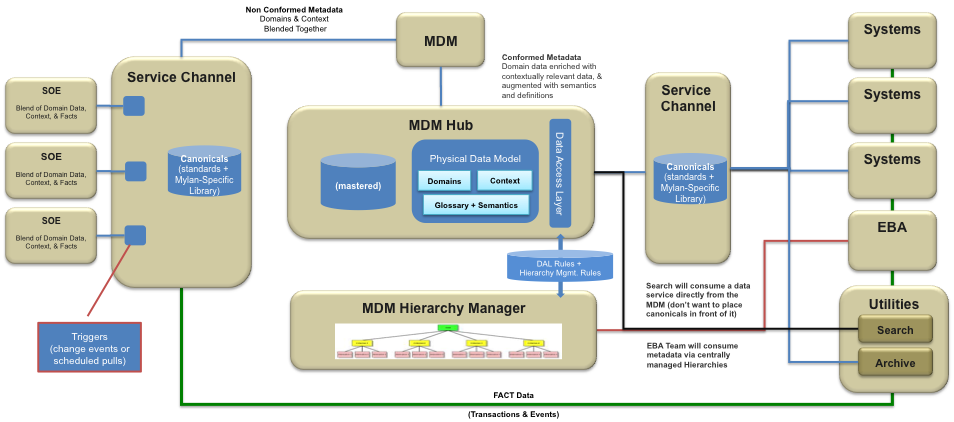 Non Conformed Metadata
Domains & Context
Blended Together
MDM
Systems
Service Channel
Conformed Metadata
Domain data enriched with
contextually relevant data, &
augmented with semantics
and definitions
SOE
Blend of Domain Data,
Context, & Facts
Service
Channel
Systems
MDM Hub
Canonicals
(standards +
Mylan-Specific
Library)
(mastered)
Physical Data Model
Domains
Context
Glossary + Semantics
Data Access Layer
SOE
Blend of Domain Data,
Context, & Facts
Canonicals
(standards +
Mylan-Specific
Library)
Systems
SOE
Blend of Domain Data,
Context, & Facts
EBA
DAL Rules +
Hierarchy Mgmt. Rules
MDM Hierarchy Manager
Search will consume a data
service directly from the
MDM (don't want to place
canonicals in front of it)
Utilities
Search
Archive
Triggers
(change events or
scheduled pulls)
EBA Team will consume
metadata via centrally
managed Hierarchies
FACT Data
(Transactions & Events)